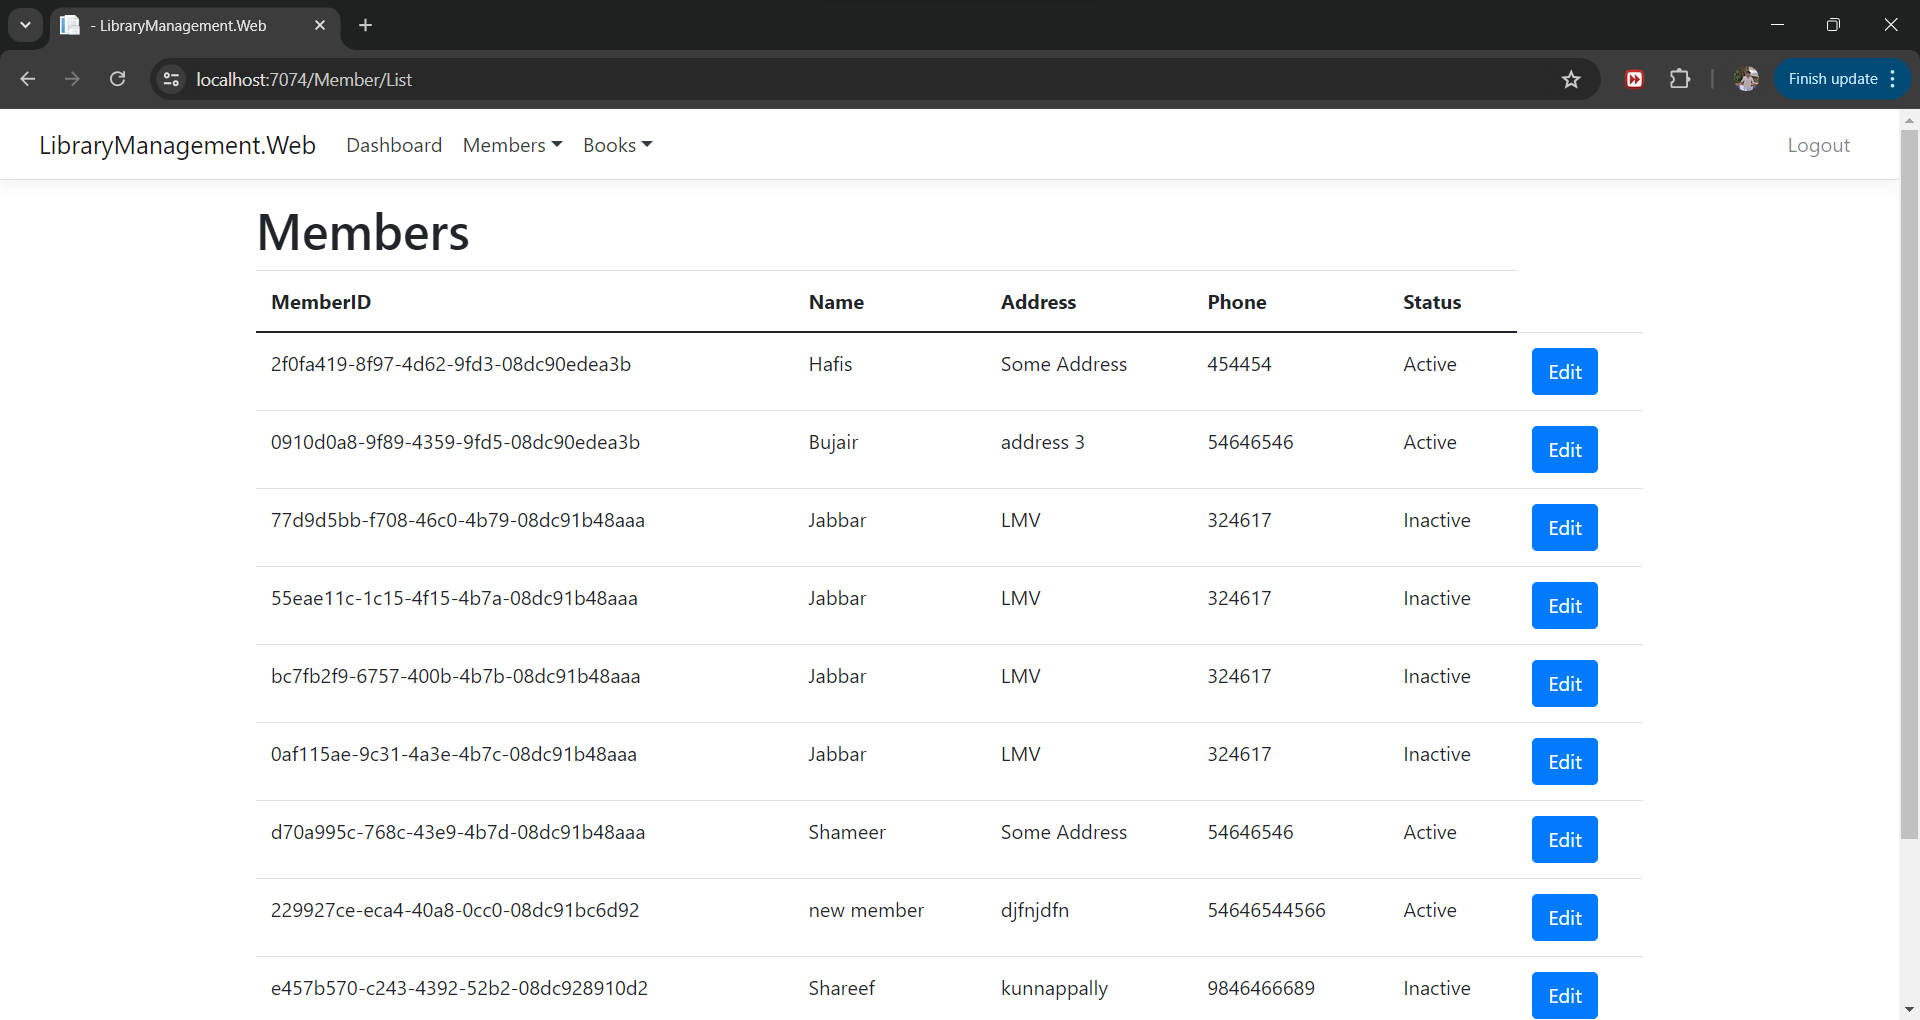 - LibraryManagement.Web
localhost:7074/Member/List
Finish update
LibraryManagement.Web Dashboard Members Books Logout
Members
MemberID Name Address Phone Status
2f0fa419-8f97-4d62-9fd3-08dc90edea3b Hafis Some Address 454454 Active Edit
0910d0a8-9f89-4359-9fd5-08dc90edea3b Bujair address 3 54646546 Active Edit
77d9d5bb-f708-46c0-4b79-08dc91b48aaa Jabbar LMV 324617 Inactive Edit
55eae11c-1c15-4f15-4b7a-08dc91b48aaa Jabbar LMV 324617 Inactive Edit
bc7fb2f9-6757-400b-4b7b-08dc91b48aaa Jabbar LMV 324617 Inactive Edit
0af115ae-9c31-4a3e-4b7c-08dc91b48aaa Jabbar LMV 324617 Inactive Edit
d70a995c-768c-43e9-4b7d-08dc91b48aaa Shameer Some Address 54646546 Active Edit
229927ce-eca4-40a8-0cc0-08dc91bc6d92 new member djfnjdfn 54646544566 Active Edit
e457b570-c243-4392-52b2-08dc928910d2 Shareef kunnappally 9846466689 Inactive Edit